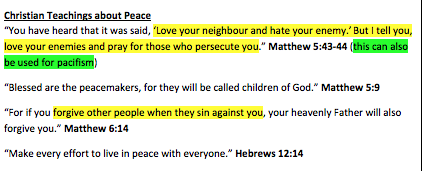 Christian Teachings about Peace
“You have heard that it was said, ‘Love your neighbour and hate your enemy.’ But I tell you,
love your enemies and pray for those who persecute you.” Matthew 5:43-44 (this can also
be used for pacifism)
“Blessed are the peacemakers, for they will be called children of God.” Matthew 5:9
“For if you forgive other people when they sin against you, your heavenly Father will also
forgive you.” Matthew 6:14
“Make every effort to live in peace with everyone.” Hebrews 12:14